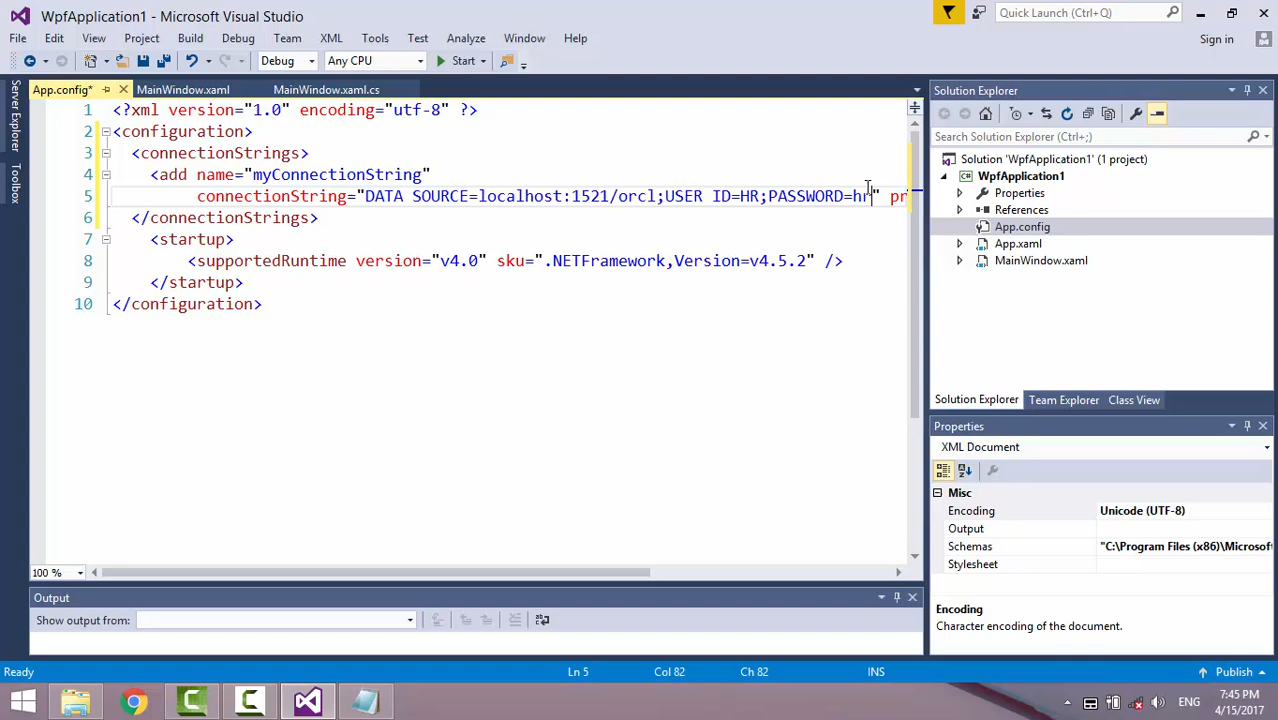 WpfApplication1 - Microsoft Visual Studio
Quick Launch (Ctrl+Q)
File Edit View Project Build Debug Team XML Tools Test Analyze Window Help
Sign in
Debug Any CPU Start
Server Explorer
Toolbox
App.config* MainWindow.xaml MainWindow.xaml.cs
1 <?xml version="1.0" encoding="utf-8" ?>
2 <configuration>
3 <connectionStrings>
4 <add name="myConnectionString"
5 connectionString="DATA SOURCE=localhost:1521/orcl;USER ID=HR;PASSWORD=hr" pr
6 </connectionStrings>
7 <startup>
8 <supportedRuntime version="v4.0" sku=".NETFramework,Version=v4.5.2" />
9 </startup>
10 </configuration>
100 %
Output
Show output from:
Solution Explorer
Search Solution Explorer (Ctrl+;)
Solution 'WpfApplication1' (1 project)
C# WpfApplication1
Properties
References
App.config
App.xaml
MainWindow.xaml
Solution Explorer Team Explorer Class View
Properties
XML Document
Misc
Encoding Unicode (UTF-8)
Output
Schemas "C:\Program Files (x86)\Microsoft
Stylesheet
Encoding
Character encoding of the document.
Ready Ln 5 Col 82 Ch 82 INS Publish
ENG
7:45 PM
4/15/2017